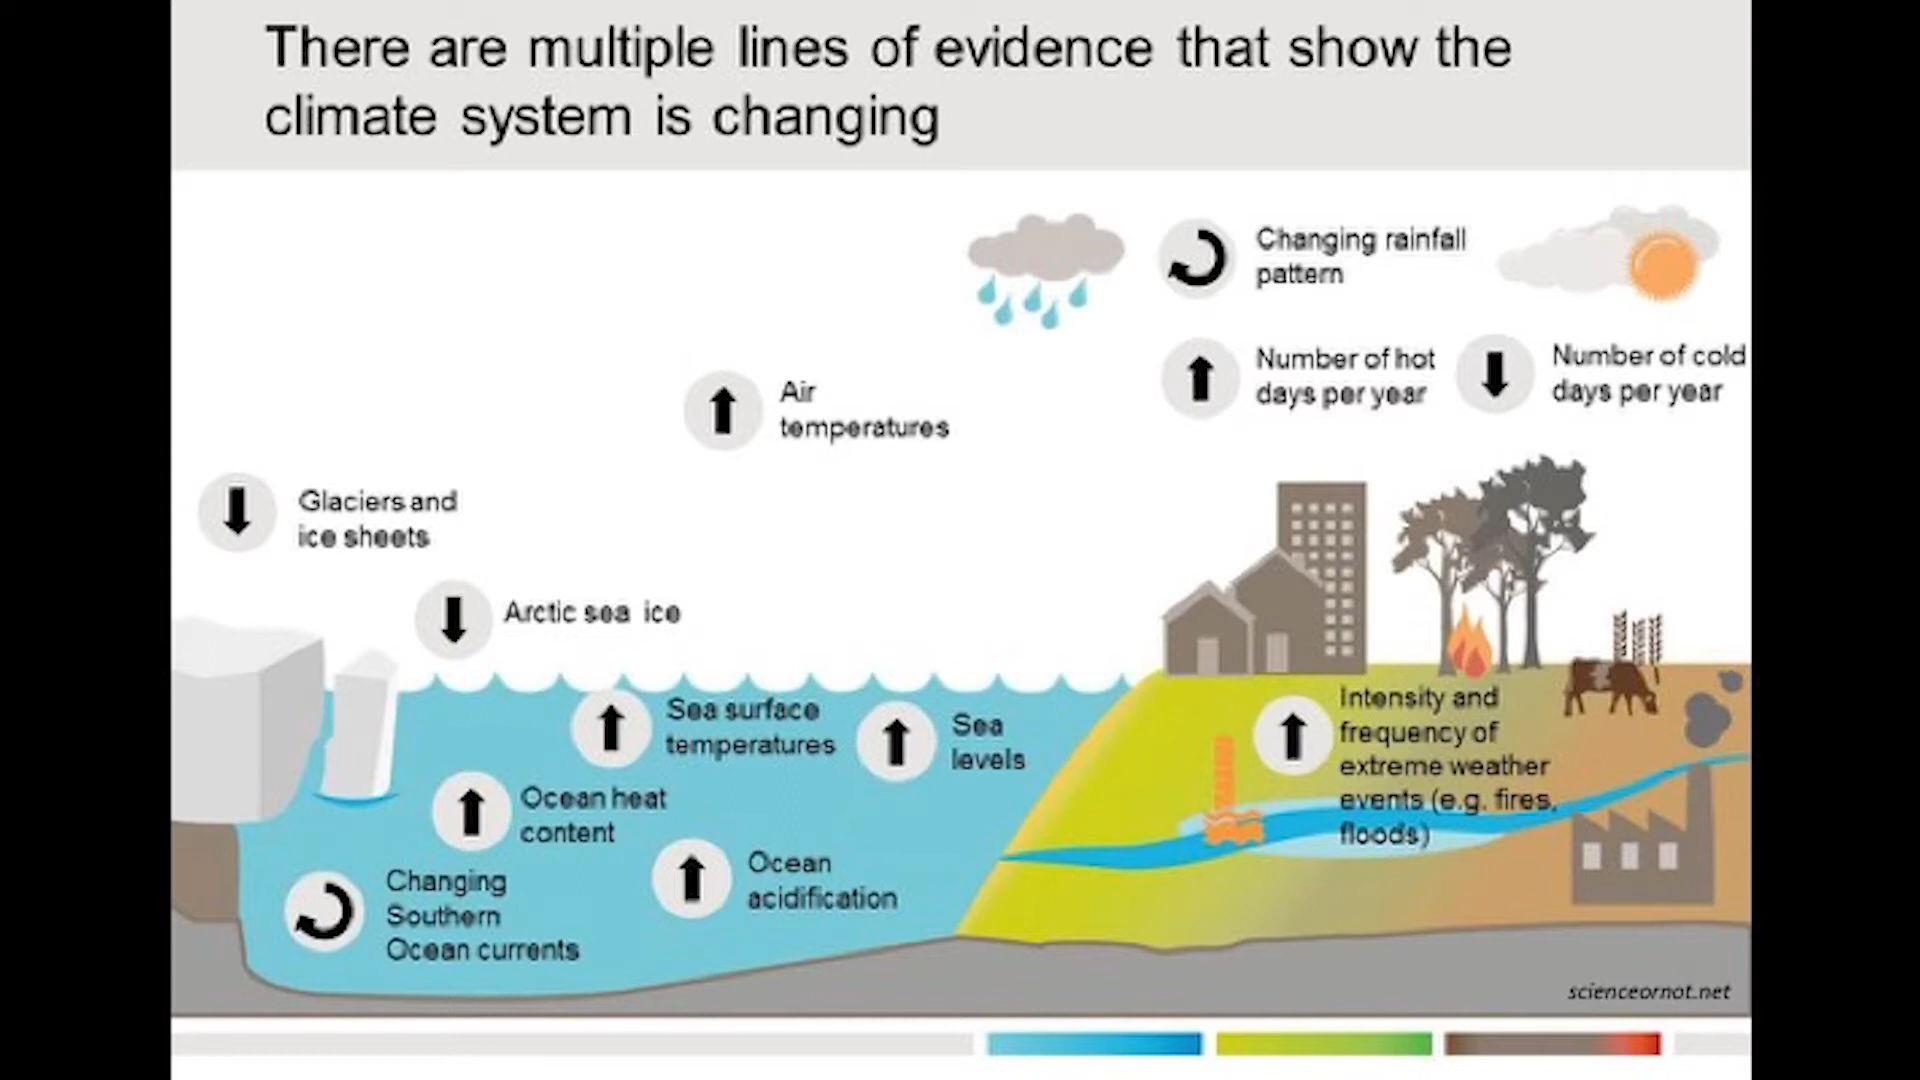 There are multiple lines of evidence that show the
climate system is changing
Changing rainfall
pattern
Number of hot
days per year
Number of cold
days per year
Air
temperatures
Glaciers and
ice sheets
Arctic sea ice
Sea surface
temperatures
Sea
levels
Intensity and
frequency of
extreme weather
events (e.g. fires,
floods)
Ocean heat
content
Ocean
acidification
Changing
Southern
Ocean currents
scienceornot.net